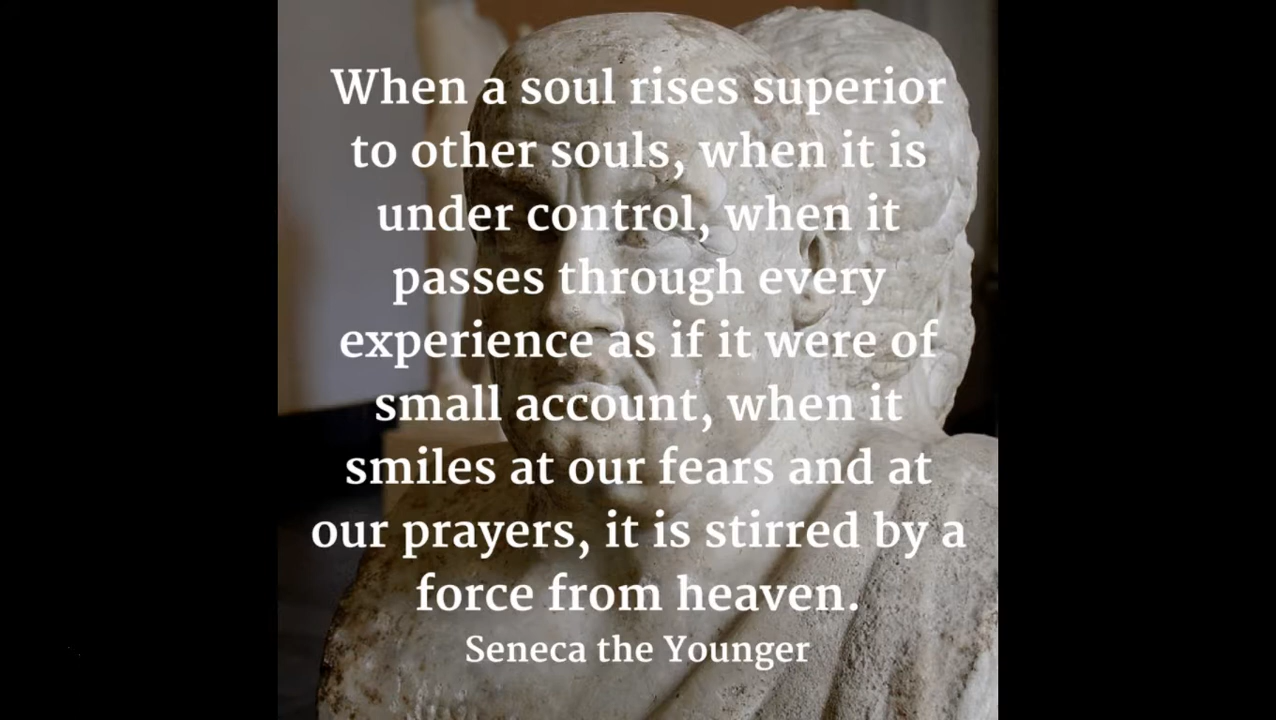 When a soul rises superior
to other souls, when it is
under control, when it
passes through every
experience as if it were of
small account, when it
smiles at our fears and at
our prayers, it is stirred by a
force from heaven.
Seneca the Younger